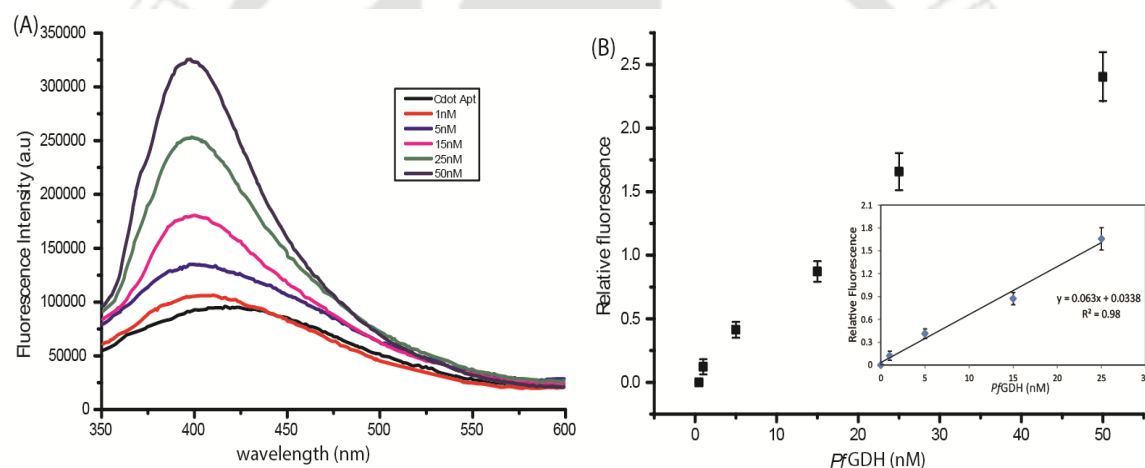 (A)
350000
300000
250000
200000
150000
100000
50000
0
Fluorescence Intensity (a.u)
350 400 450 500 550 600
wavelength (nm)
Cdot Apt
1nM
5nM
15nM
25nM
50nM
(B)
2.5
2.0
1.5
1.0
0.5
0.0
Relative fluorescence
0 10 20 30 40 50
PfGDH (nM)
2.1
1.8
1.5
1.2
0.9
0.6
0.3
0
Relative Fluorescence
y = 0.063x + 0.0338
R² = 0.98
0 5 10 15 20 25 3
PfGDH (nM)